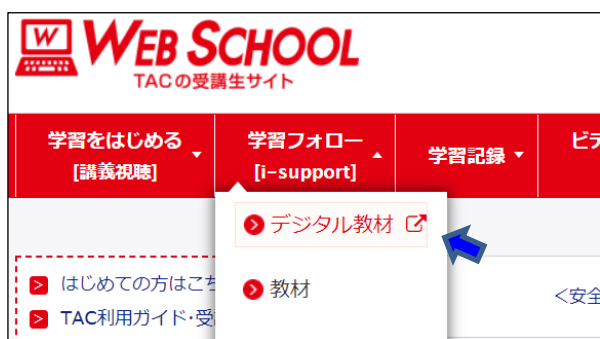 WEB SCHOOL
TACの受講生サイト
学習をはじめる
[講義視聴]
学習フォロー
[i-support]
学習記録
ビデ
デジタル教材
教材
はじめての方はこち
TAC利用ガイド・受
<安全